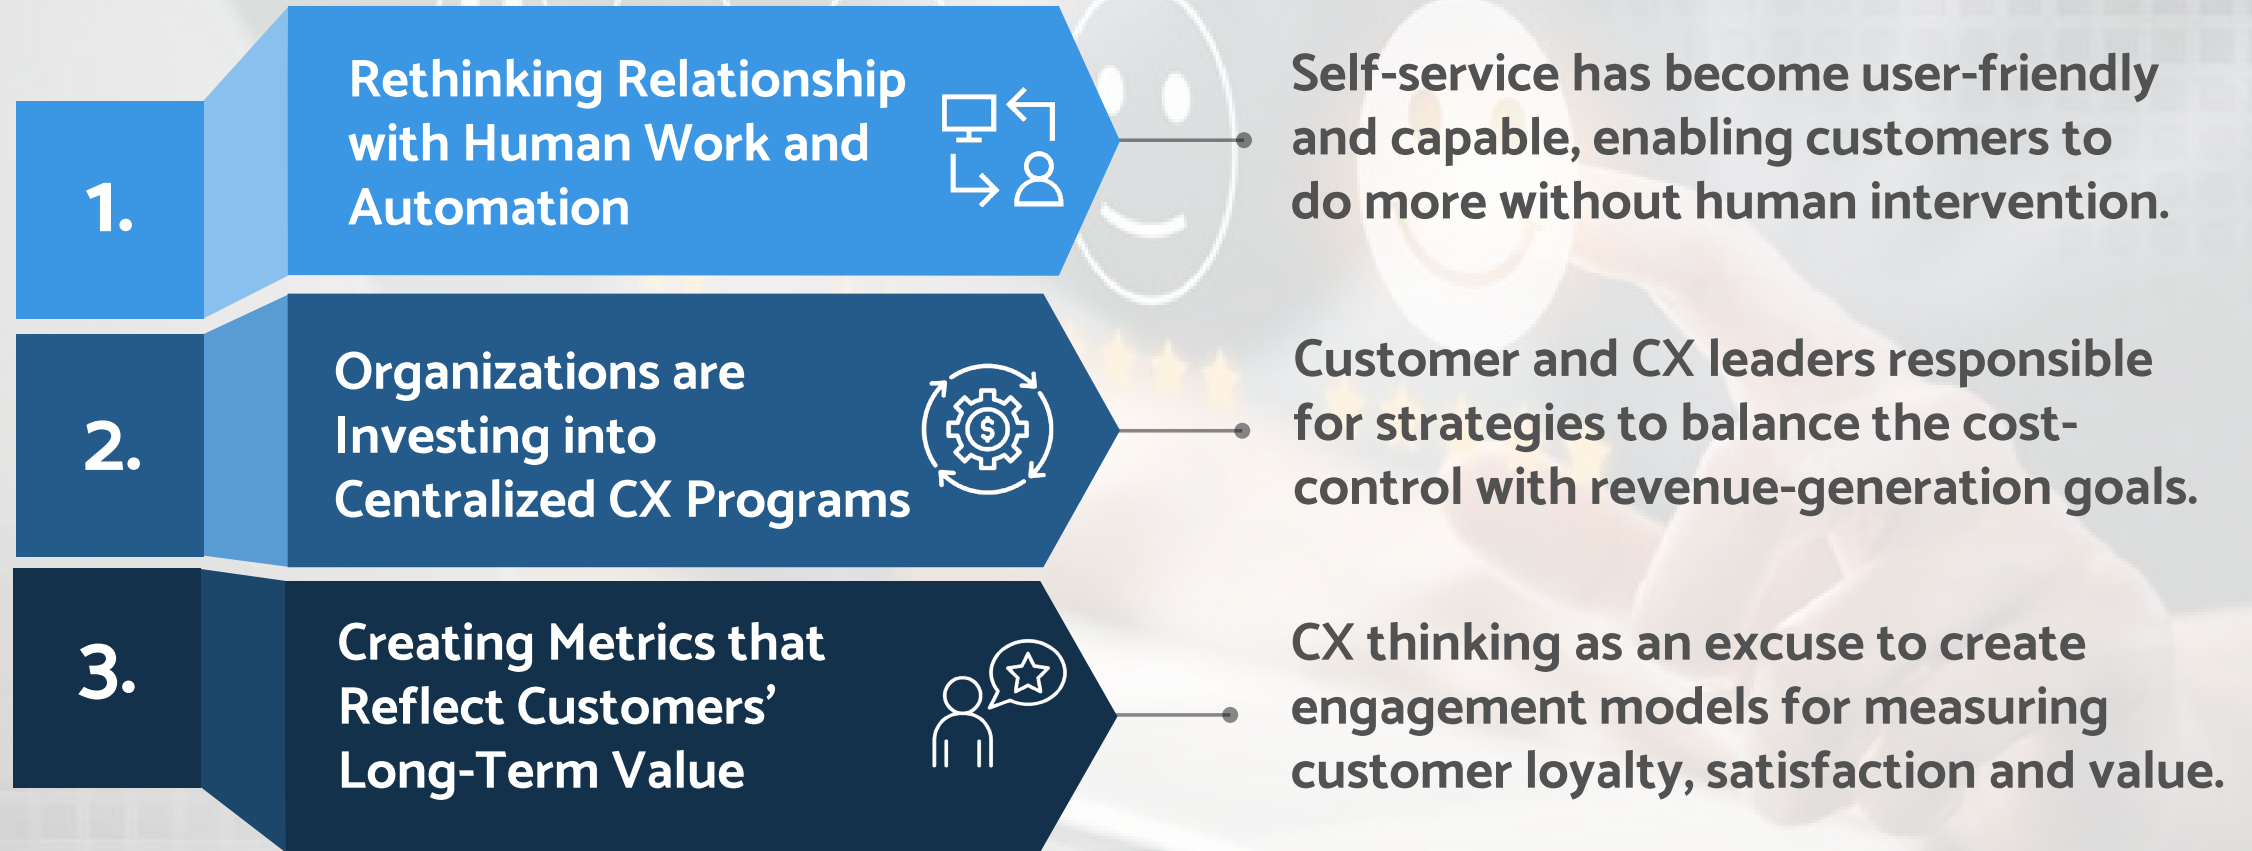 1.
Rethinking Relationship
with Human Work and
Automation
Self-service has become user-friendly
and capable, enabling customers to
do more without human intervention.
2.
Organizations are
Investing into
Centralized CX Programs
$
Customer and CX leaders responsible
for strategies to balance the cost-
control with revenue-generation goals.
3.
Creating Metrics that
Reflect Customers’
Long-Term Value
CX thinking as an excuse to create
engagement models for measuring
customer loyalty, satisfaction and value.